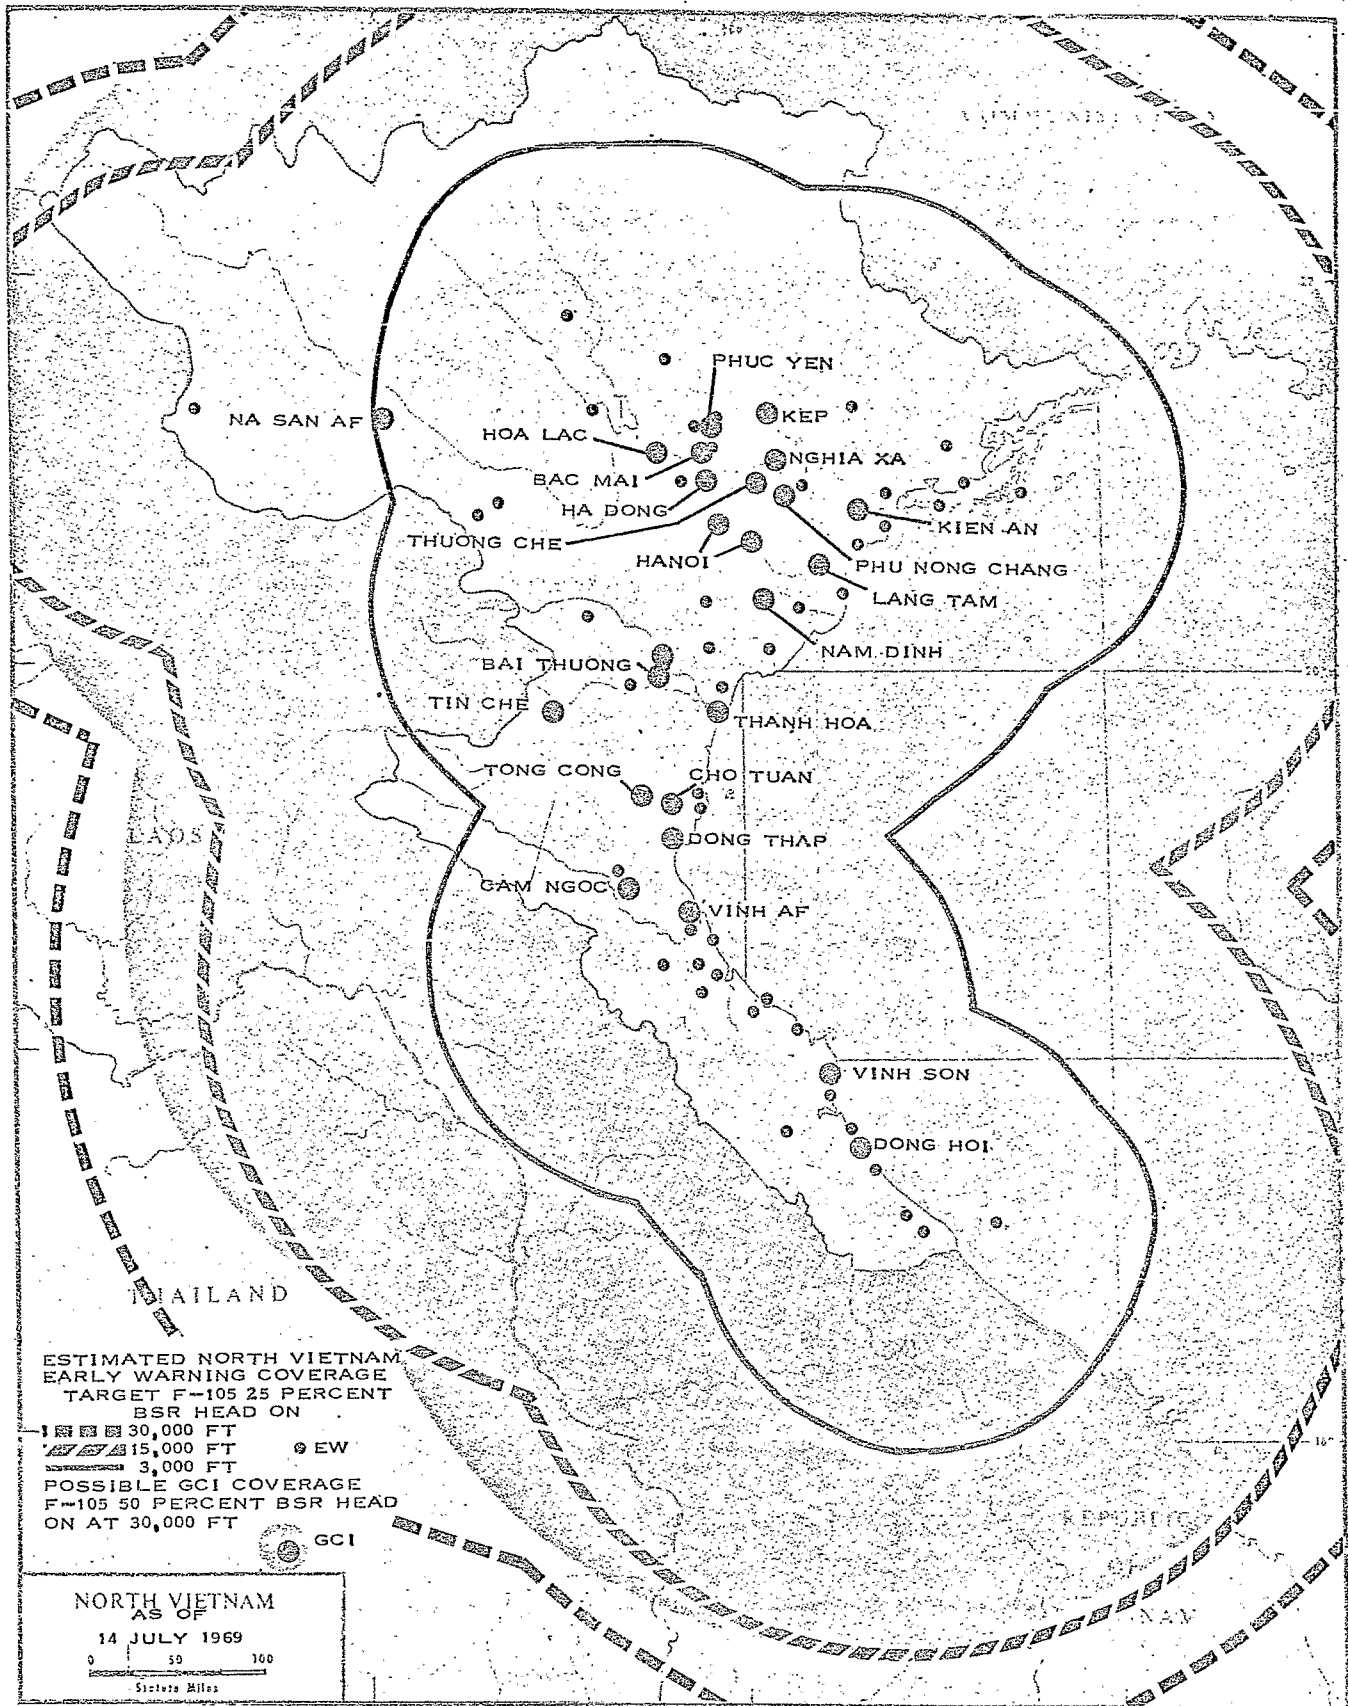 COMMUNIST
PHUC YEN
NA SAN AF
KEP
HOA LAC
NGHIA XA
BAC MAI
HA DONG
KIEN AN
THUONG CHE
HANOI
PHU NONG CHANG
LANG TAM
NAM DINH
BAI THUONG
TIN CHE
THANH HOA
TONG CONG
CHO TUAN
LAOS
DONG THAP
CAM NGOC
VINH AF
VINH SON
DONG HOI
THAILAND
ESTIMATED NORTH VIETNAM
EARLY WARNING COVERAGE
TARGET F-105 25 PERCENT
BSR HEAD ON
30,000 FT
15,000 FT EW
3,000 FT
16°
POSSIBLE GCI COVERAGE
F-105 50 PERCENT BSR HEAD
ON AT 30,000 FT
REPUBLIC
GCI
NORTH VIETNAM
AS OF
14 JULY 1969
0 50 100
Statute Miles
NAM